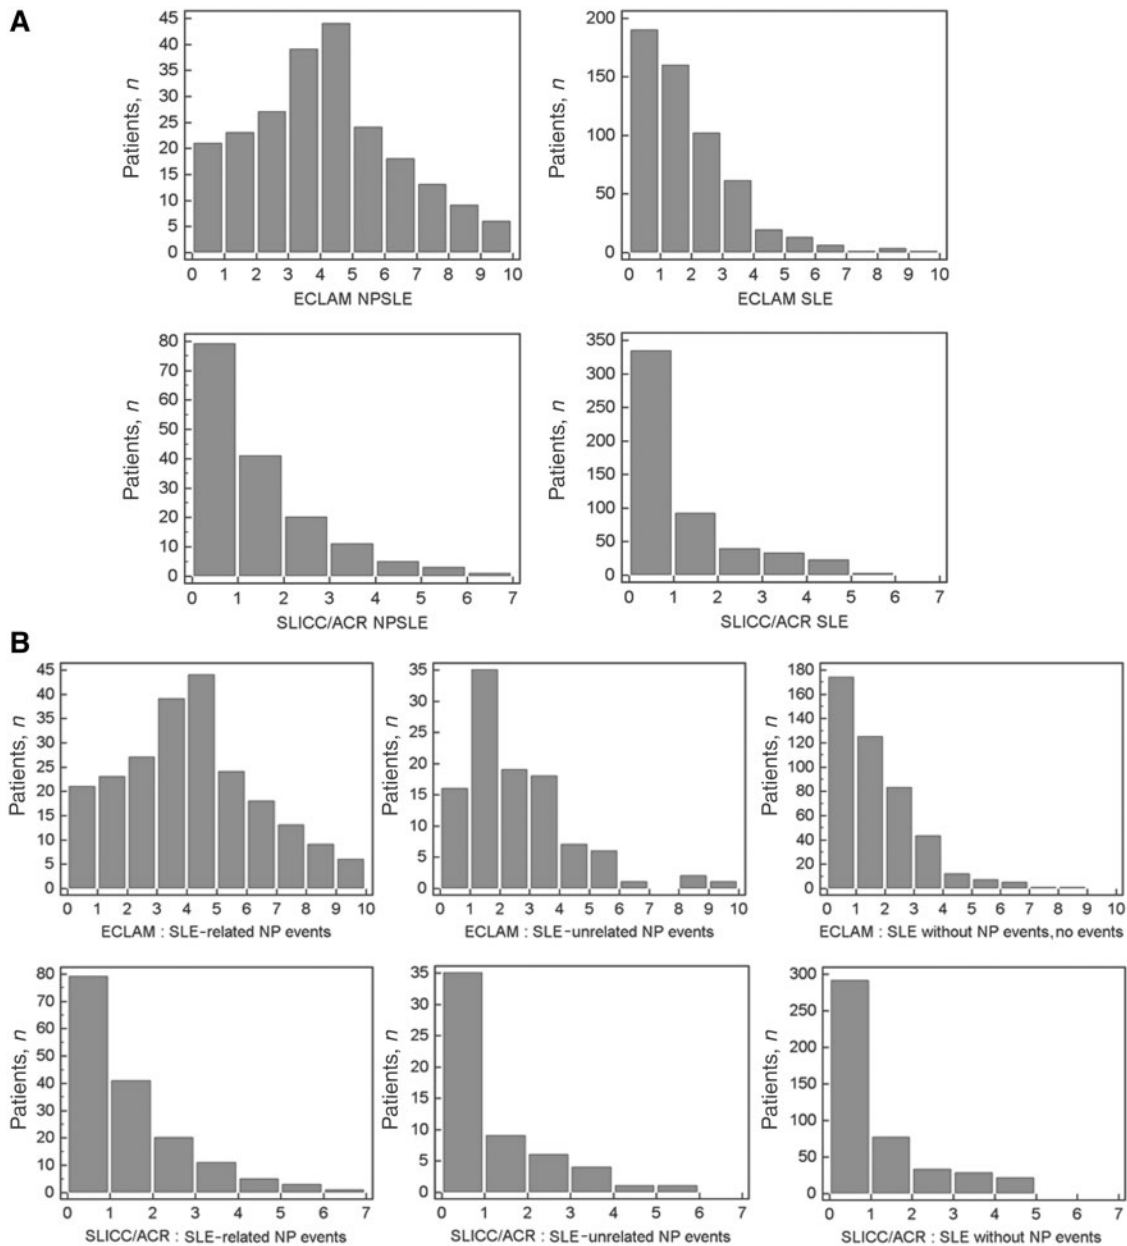 A
Patients, n
45
40
35
30
25
20
15
10
5
0
0 1 2 3 4 5 6 7 8 9 10
ECLAM NPSLE
Patients, n
200
150
100
50
0
0 1 2 3 4 5 6 7 8 9 10
ECLAM SLE
Patients, n
80
70
60
50
40
30
20
10
0
0 1 2 3 4 5 6 7
SLICC/ACR NPSLE
Patients, n
350
300
250
200
150
100
50
0
0 1 2 3 4 5 6 7
SLICC/ACR SLE
B
Patients, n
45
40
35
30
25
20
15
10
5
0
0 1 2 3 4 5 6 7 8 9 10
ECLAM : SLE-related NP events
Patients, n
35
30
25
20
15
10
5
0
0 1 2 3 4 5 6 7 8 9 10
ECLAM : SLE-unrelated NP events
Patients, n
180
160
140
120
100
80
60
40
20
0
0 1 2 3 4 5 6 7 8 9 10
ECLAM : SLE without NP events, no events
Patients, n
80
70
60
50
40
30
20
10
0
0 1 2 3 4 5 6 7
SLICC/ACR : SLE-related NP events
Patients, n
35
30
25
20
15
10
5
0
0 1 2 3 4 5 6 7
SLICC/ACR : SLE-unrelated NP events
Patients, n
300
250
200
150
100
50
0
0 1 2 3 4 5 6 7
SLICC/ACR : SLE without NP events